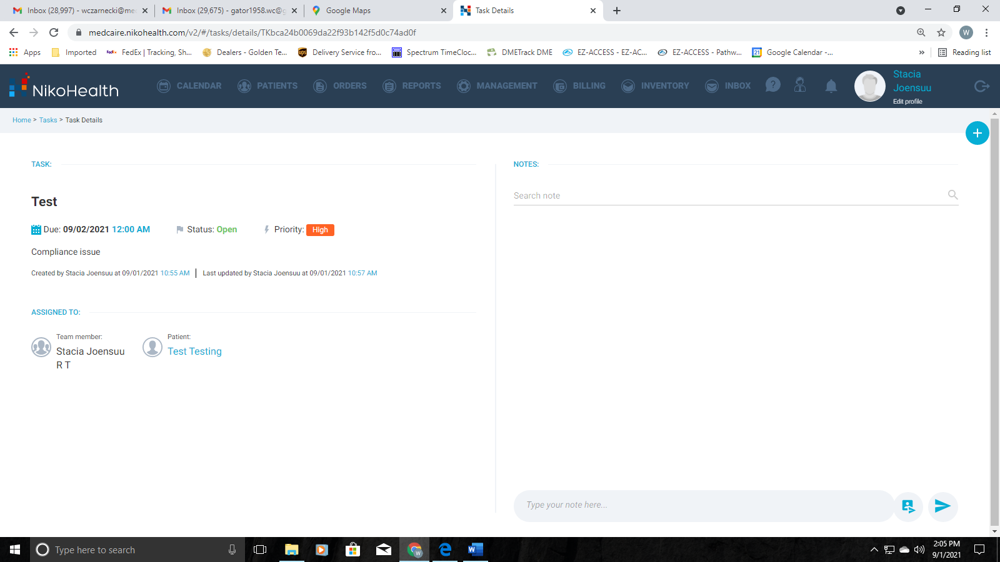 Inbox (28,997) - wczarnecki@me
Inbox (29,675) - gator1958.wc@g
Google Maps
Task Details
medcaire.nikohealth.com/v2/#/tasks/details/TKbca24b0069da22f93b142f5d0c74ad0f
W
Apps
Imported
FedEx | Tracking, Sh...
Dealers - Golden Te...
Delivery Service fro...
Spectrum TimeCloc...
DMETrack DME
EZ-ACCESS - EZ-AC...
EZ-ACCESS - Pathw...
Google Calendar -...
»
Reading list
NikoHealth
CALENDAR
PATIENTS
ORDERS
REPORTS
MANAGEMENT
BILLING
INVENTORY
INBOX
Stacia
Joensuu
Edit profile
Home > Tasks > Task Details
TASK:
Test
Due: 09/02/2021 12:00 AM
Status: Open
Priority: High
Compliance issue
Created by Stacia Joensuu at 09/01/2021 10:55 AM
Last updated by Stacia Joensuu at 09/01/2021 10:57 AM
ASSIGNED TO:
Team member:
Stacia Joensuu
R T
Patient:
Test Testing
NOTES:
Search note
Type your note here...
Type here to search
2:05 PM
9/1/2021